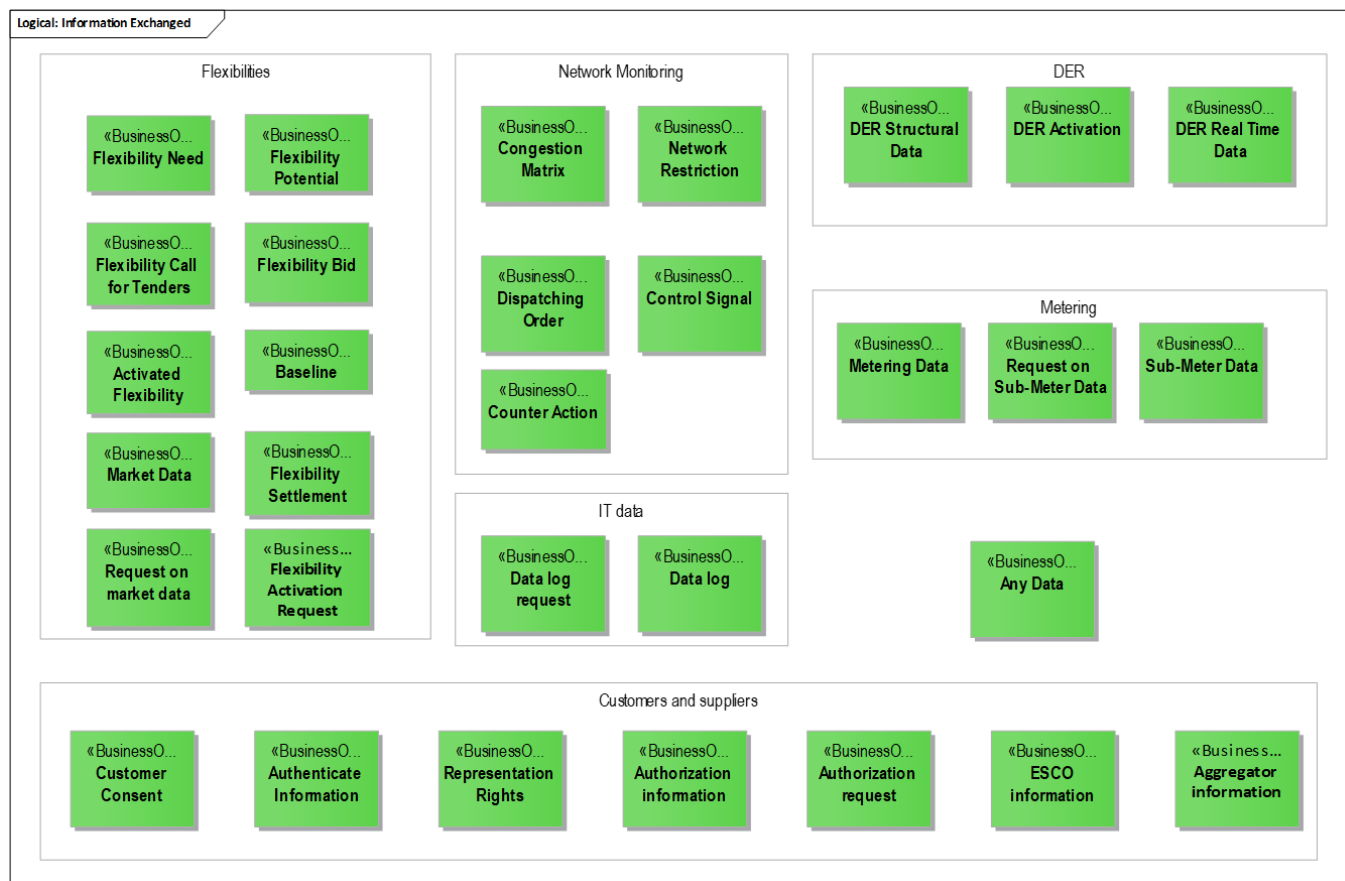 Logical: Information Exchanged
Flexibilities
«BusinessO...
Flexibility Need
«BusinessO...
Flexibility
Potential
«BusinessO...
Flexibility Call
for Tenders
«BusinessO...
Flexibility Bid
«BusinessO...
Activated
Flexibility
«BusinessO...
Baseline
«BusinessO...
Market Data
«BusinessO...
Flexibility
Settlement
«BusinessO...
Request on
market data
«Business...
Flexibility
Activation
Request
Network Monitoring
«BusinessO...
Congestion
Matrix
«BusinessO...
Network
Restriction
«BusinessO...
Dispatching
Order
«BusinessO...
Control Signal
«BusinessO...
Counter Action
IT data
«BusinessO...
Data log
request
«BusinessO...
Data log
DER
«BusinessO...
DER Structural
Data
«BusinessO...
DER Activation
«BusinessO...
DER Real Time
Data
Metering
«BusinessO...
Metering Data
«BusinessO...
Request on
Sub-Meter Data
«BusinessO...
Sub-Meter Data
«BusinessO...
Any Data
Customers and suppliers
«BusinessO...
Customer
Consent
«BusinessO...
Authenticate
Information
«BusinessO...
Representation
Rights
«BusinessO...
Authorization
information
«BusinessO...
Authorization
request
«BusinessO...
ESCO
information
«Business...
Aggregator
information